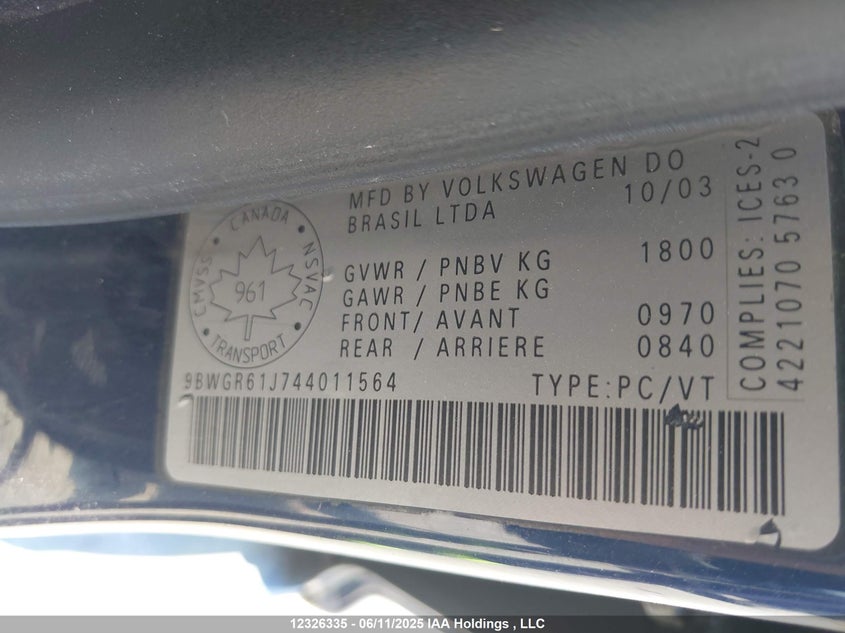 MFD BY VOLKSWAGEN DO
BRASIL LTDA 10/03
CANADA
CMVSS
NSVAC
961
TRANSPORT
GVWR / PNBV KG 1800
GAWR / PNBE KG
FRONT/ AVANT 0970
REAR / ARRIERE 0840
9BWGR61J744011564 TYPE:PC/VT
COMPLIES: ICES-2
4221070 5763 0
12326335 - 06/11/2025 IAA Holdings , LLC